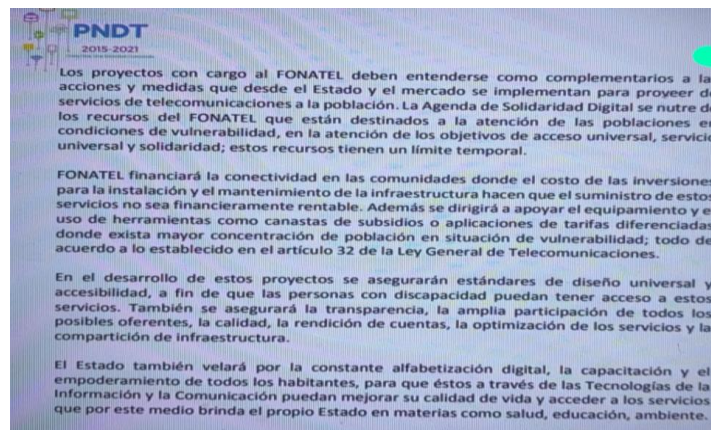 PNDT
2015-2021
Los proyectos con cargo al FONATEL deben entenderse como complementarios a la
acciones y medidas que desde el Estado y el mercado se implementan para proveer d
servicios de telecomunicaciones a la población. La Agenda de Solidaridad Digital se nutre d
los recursos del FONATEL que están destinados a la atención de las poblaciones e
condiciones de vulnerabilidad, en la atención de los objetivos de acceso universal, servici
universal y solidaridad; estos recursos tienen un límite temporal.
FONATEL financiará la conectividad en las comunidades donde el costo de las inversione
para la instalación y el mantenimiento de la infraestructura hacen que el suministro de esto
servicios no sea financieramente rentable. Además se dirigirá a apoyar el equipamiento y e
uso de herramientas como canastas de subsidios o aplicaciones de tarifas diferenciadas
donde exista mayor concentración de población en situación de vulnerabilidad; todo de
acuerdo a lo establecido en el artículo 32 de la Ley General de Telecomunicaciones.
En el desarrollo de estos proyectos se asegurarán estándares de diseño universal y
accesibilidad, a fin de que las personas con discapacidad puedan tener acceso a estos
servicios. También se asegurará la transparencia, la amplia participación de todos los
posibles oferentes, la calidad, la rendición de cuentas, la optimización de los servicios y la
compartición de infraestructura.
El Estado también velará por la constante alfabetización digital, la capacitación y el
empoderamiento de todos los habitantes, para que éstos a través de las Tecnologías de la
Información y la Comunicación puedan mejorar su calidad de vida y acceder a los servicios
que por este medio brinda el propio Estado en materias como salud, educación, ambiente.